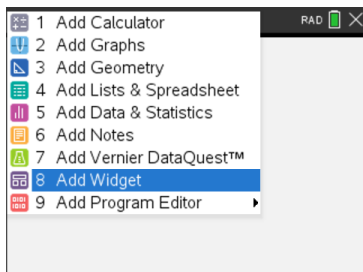 RAD
1 Add Calculator
2 Add Graphs
3 Add Geometry
4 Add Lists & Spreadsheet
5 Add Data & Statistics
6 Add Notes
7 Add Vernier DataQuest™
8 Add Widget
9 Add Program Editor